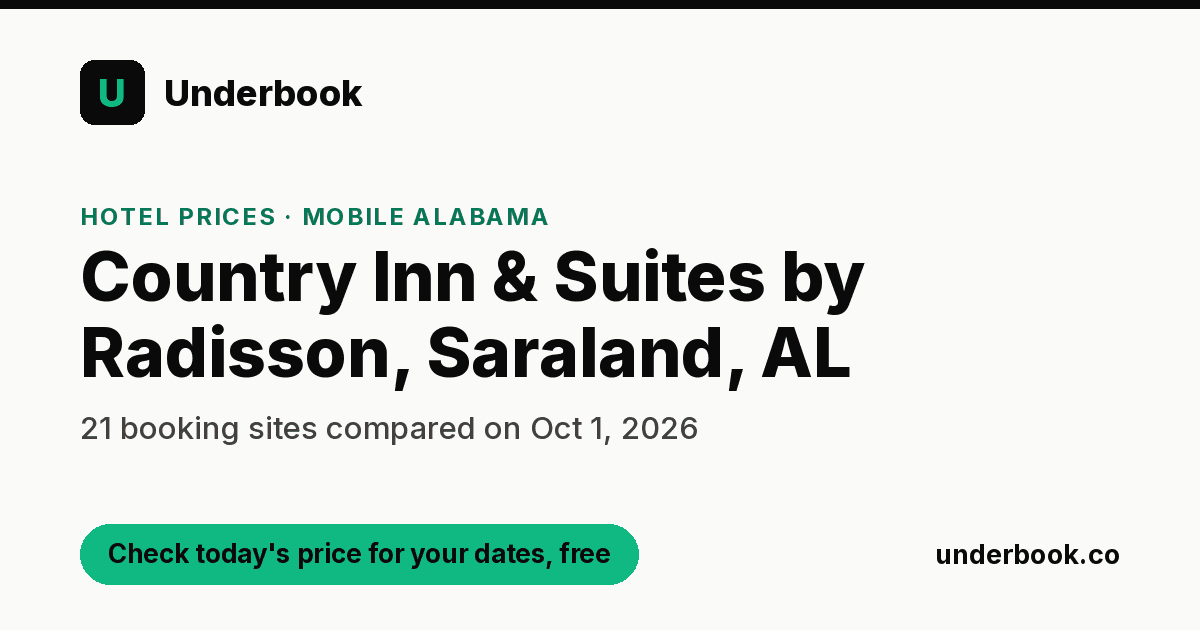 U Underbook
HOTEL PRICES · MOBILE ALABAMA
Country Inn & Suites by
Radisson, Saraland, AL
21 booking sites compared on Oct 1, 2026
Check today's price for your dates, free
underbook.co